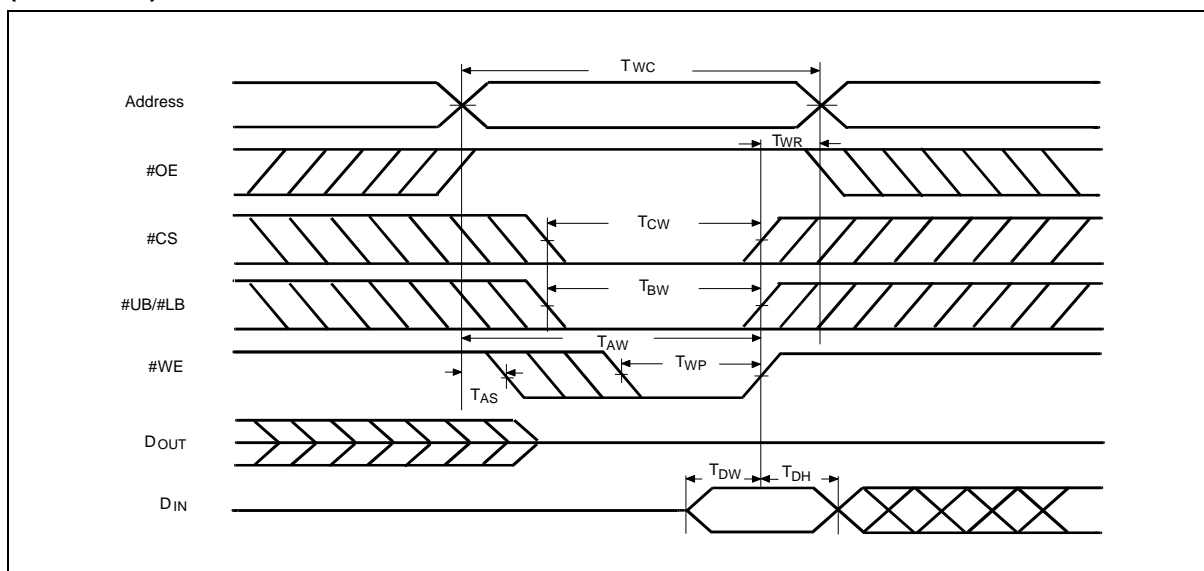 TWC
Address
TWR
#OE
TCW
#CS
TBW
#UB/#LB
TAW
#WE
TWP
TAS
DOUT
TDW
TDH
DIN